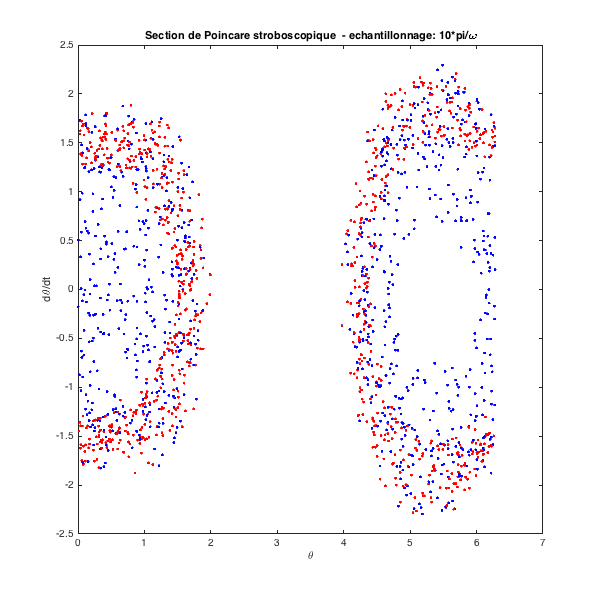 Section de Poincare stroboscopique - echantillonnage: 10*pi/ω
2.5
2
1.5
1
0.5
0
-0.5
-1
-1.5
-2
-2.5
dθ/dt
0 1 2 3 4 5 6 7
θ